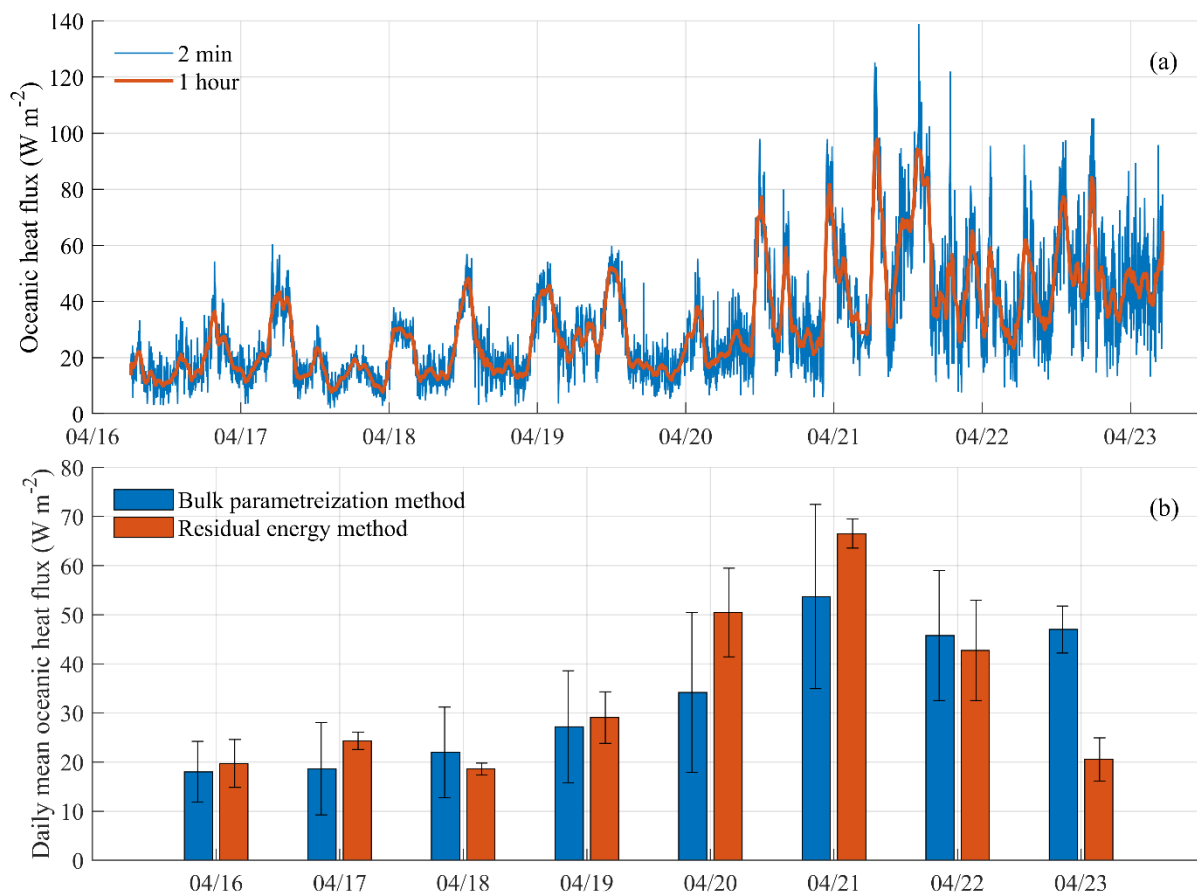 140
120
100
80
60
40
20
0
Oceanic heat flux (W m-2)
2 min
1 hour
(a)
04/16 04/17 04/18 04/19 04/20 04/21 04/22 04/23
80
70
60
50
40
30
20
10
0
Daily mean oceanic heat flux (W m-2)
Bulk parametreization method
Residual energy method
(b)
04/16 04/17 04/18 04/19 04/20 04/21 04/22 04/23